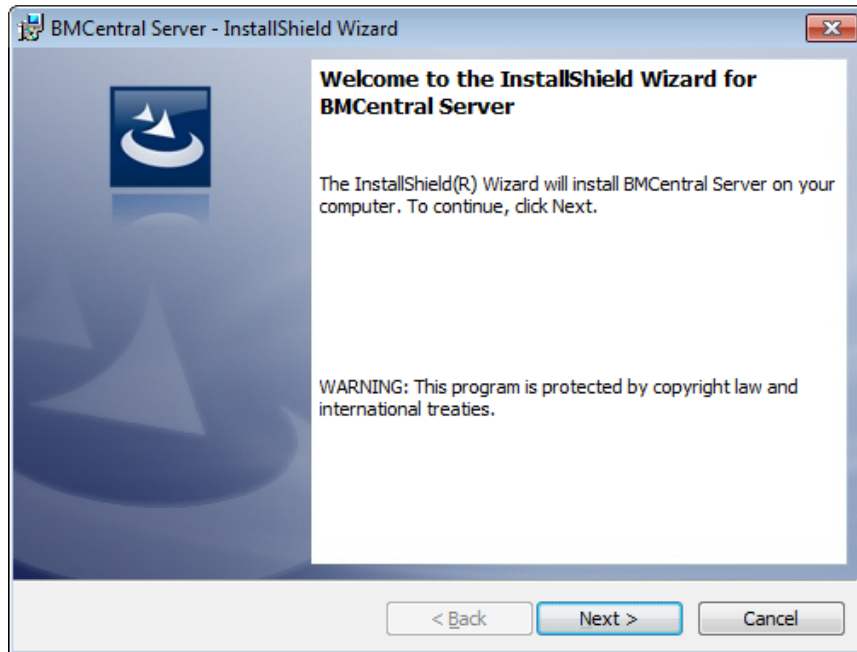 BMCentral Server - InstallShield Wizard
Welcome to the InstallShield Wizard for
BMCentral Server
The InstallShield(R) Wizard will install BMCentral Server on your
computer. To continue, click Next.
WARNING: This program is protected by copyright law and
international treaties.
< Back
Next >
Cancel